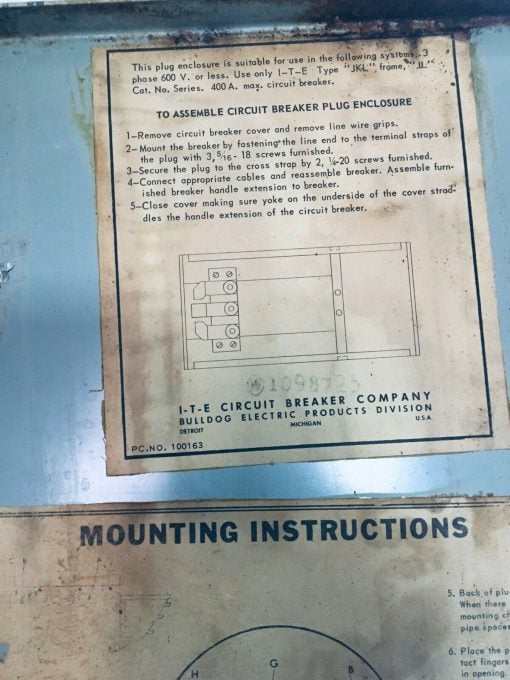 This plug enclosure is suitable for use in the following systems, 3
phase 600 V. or less. Use only I-T-E Type "JKL" frame,
Cat. No. Series. 400 A. max. circuit breaker.
TO ASSEMBLE CIRCUIT BREAKER PLUG ENCLOSURE
1-Remove circuit breaker cover and remove line wire grips.
2-Mount the breaker by fastening the line end to the terminal straps of
the plug with 3, 5/16 - 18 screws furnished.
3-Secure the plug to the cross strap by 2, ¼-20 screws furnished.
4-Connect appropriate cables and reassemble breaker. Assemble furn-
ished breaker handle extension to breaker.
5-Close cover making sure yoke on the underside of the cover strad-
dles the handle extension of the circuit breaker.
I-T-E CIRCUIT BREAKER COMPANY
BULLDOG ELECTRIC PRODUCTS DIVISION
DETROIT MICHIGAN U.S.A.
PC.NO. 100163
MOUNTING INSTRUCTIONS
5. Back of plu
When there
mounting
pipe spacer
6. Place the p
tact fingers
in opening.
H G B